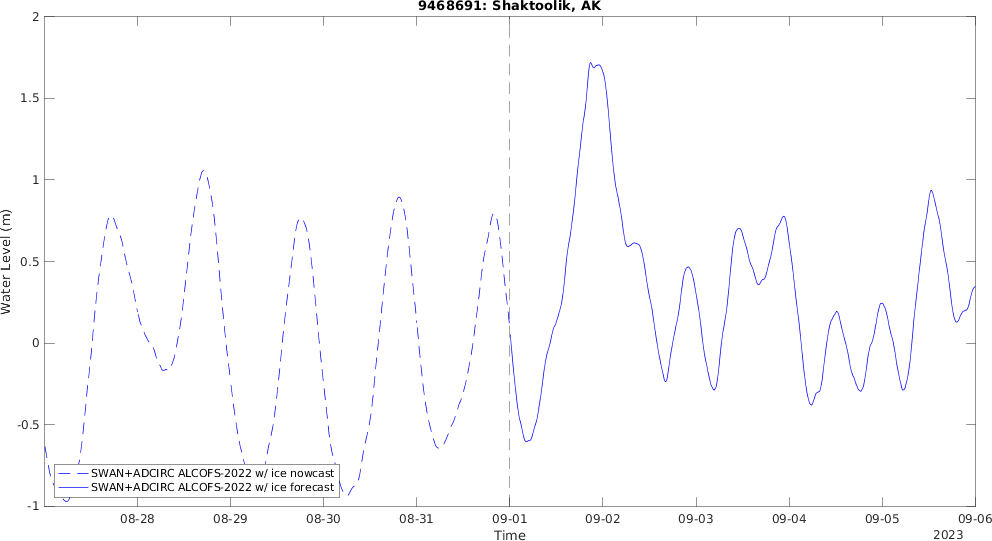 9468691: Shaktoolik, AK
2
1.5
1
0.5
0
-0.5
-1
Water Level (m)
SWAN+ADCIRC ALCOFS-2022 w/ ice nowcast
SWAN+ADCIRC ALCOFS-2022 w/ ice forecast
08-28 08-29 08-30 08-31 09-01 09-02 09-03 09-04 09-05 09-06
Time
2023